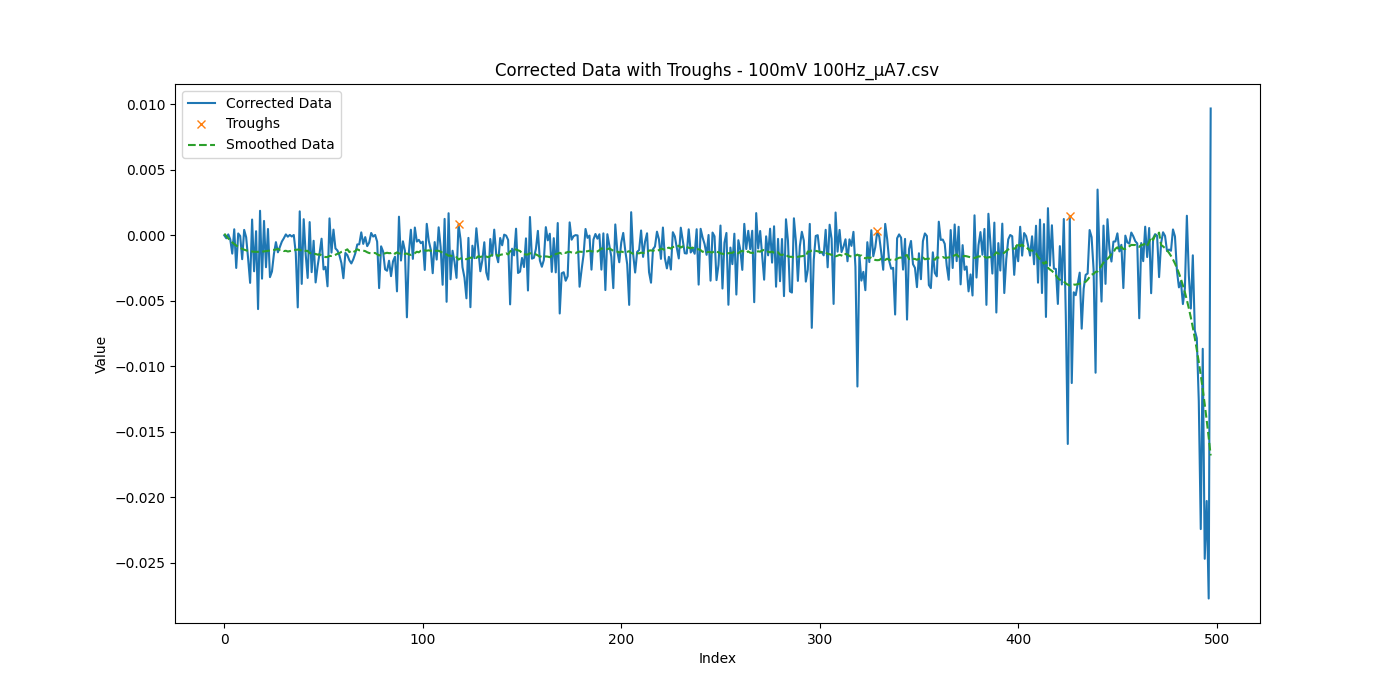 Corrected Data with Troughs - 100mV 100Hz_µA7.csv
Corrected Data
Troughs
Smoothed Data
0.010
0.005
0.000
−0.005
−0.010
−0.015
−0.020
−0.025
Value
0
100
200
300
400
500
Index